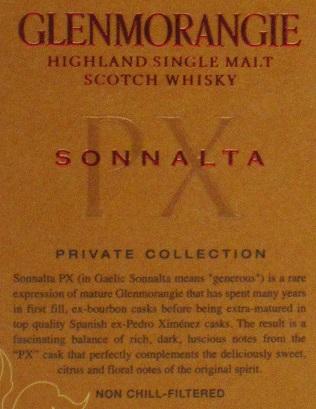 GLENMORANGIE
HIGHLAND SINGLE MALT
SCOTCH WHISKY
PX
SONNALTA
PRIVATE COLLECTION
Sonnalta PX (in Gaelic Sonnalta means "generous") is a rare
expression of mature Glenmorangie that has spent many years
in first fill, ex-bourbon casks before being extra-matured in
top quality Spanish ex-Pedro Ximénez casks. The result is a
fascinating balance of rich, dark, luscious notes from the
"PX" cask that perfectly complements the deliciously sweet,
citrus and floral notes of the original spirit.
NON CHILL-FILTERED